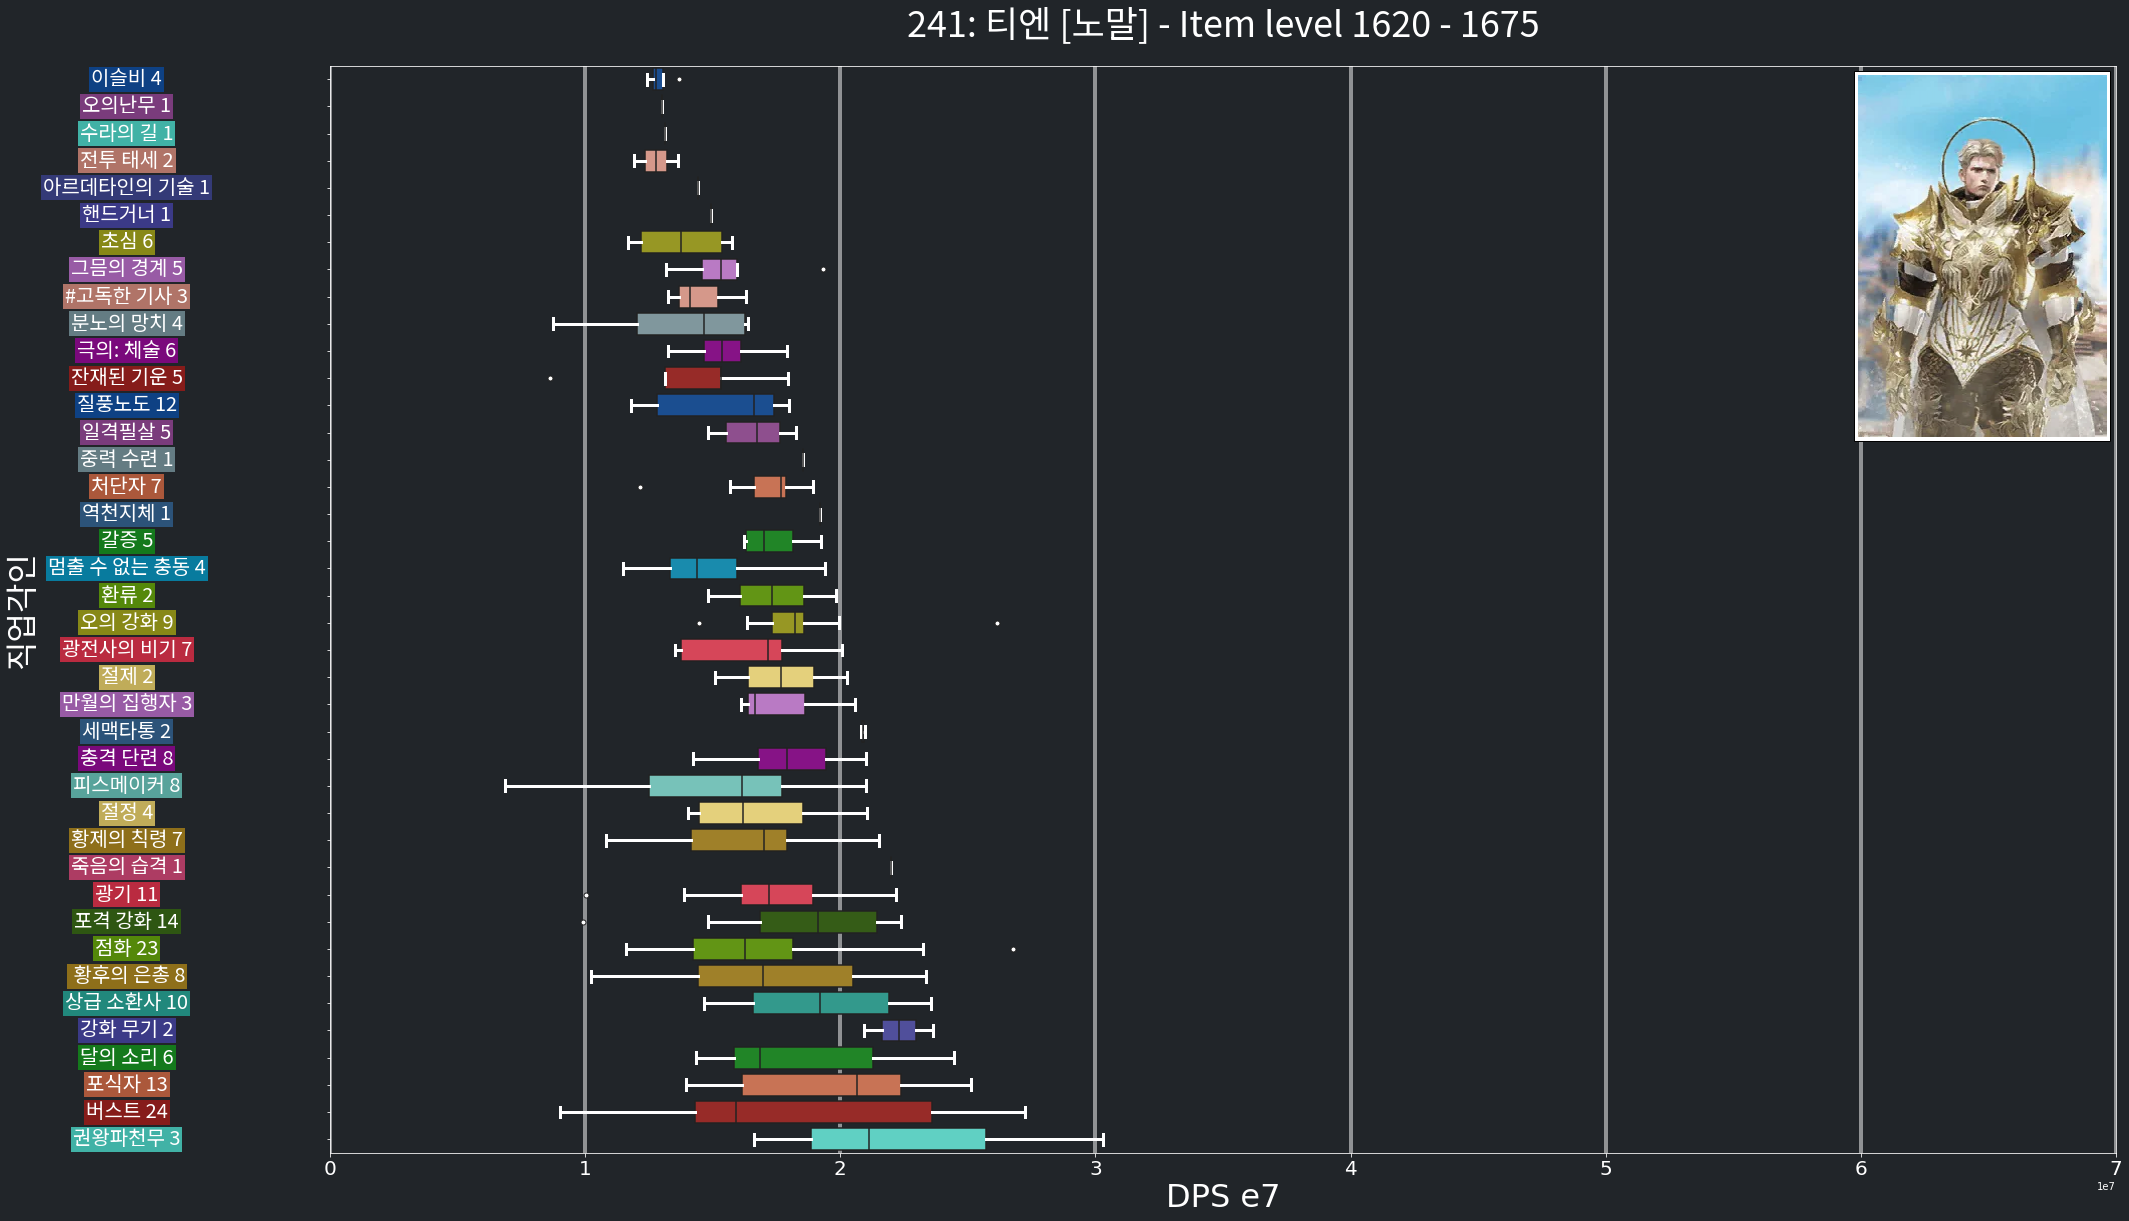 241: 티엔 [노말] - Item level 1620 - 1675
이슬비 4
오의난무 1
수라의 길 1
전투 태세 2
아르데타인의 기술 1
핸드거너 1
초심 6
그믐의 경계 5
#고독한 기사 3
분노의 망치 4
극의: 체술 6
잔재된 기운 5
질풍노도 12
일격필살 5
중력 수련 1
처단자 7
역천지체 1
갈증 5
멈출 수 없는 충동 4
환류 2
오의 강화 9
광전사의 비기 7
절제 2
만월의 집행자 3
세맥타통 2
충격 단련 8
피스메이커 8
절정 4
황제의 칙령 7
죽음의 습격 1
광기 11
포격 강화 14
점화 23
황후의 은총 8
상급 소환사 10
강화 무기 2
달의 소리 6
포식자 13
버스트 24
권왕파천무 3
직업각인
0 1 2 3 4 5 6 7
1e7
DPS e7